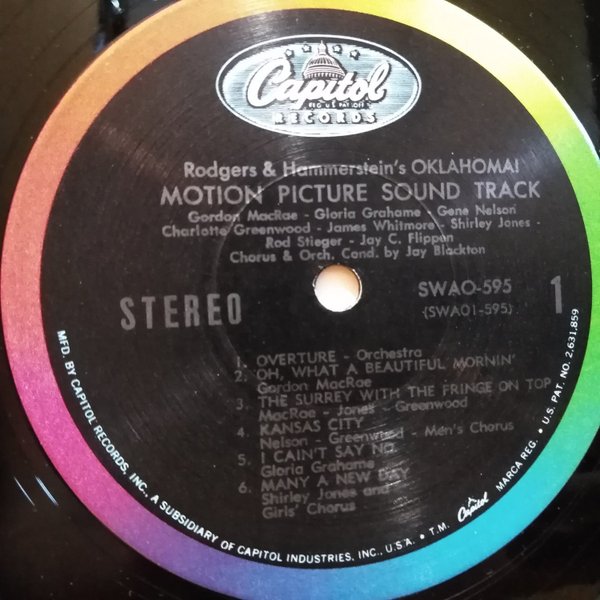 Capitol
REG. U.S. PAT. OFF.
RECORDS
Rodgers & Hammerstein's OKLAHOMA!
MOTION PICTURE SOUND TRACK
Gordon MacRae - Gloria Grahame - Gene Nelson
Charlotte Greenwood - James Whitmore - Shirley Jones -
Rod Stieger - Jay C. Flippen
Chorus & Orch. Cond. by Jay Blackton
STEREO
SWAO-595
(SWAO1-595)
1
1. OVERTURE - Orchestra
2. OH, WHAT A BEAUTIFUL MORNIN'
Gordon MacRae
3. THE SURREY WITH THE FRINGE ON TOP
MacRae - Jones - Greenwood
4. KANSAS CITY
Nelson - Greenwood - Men's Chorus
5. I CAIN'T SAY NO
Gloria Grahame
6. MANY A NEW DAY
Shirley Jones and
Girls' Chorus
MFD. BY CAPITOL RECORDS, INC., A SUBSIDIARY OF CAPITOL INDUSTRIES, INC., U.S.A. • T.M. Capitol MARCA REG. • U.S. PAT. NO. 2,631,859